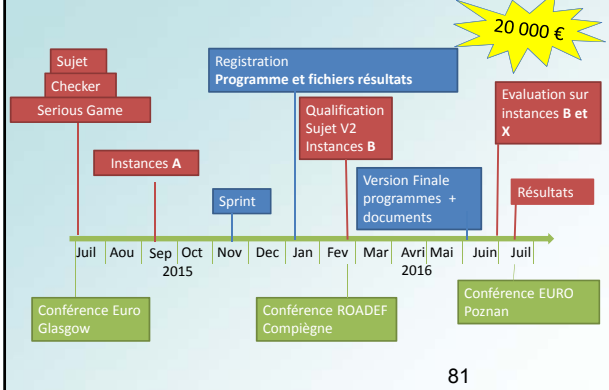 20 000 €
Sujet
Checker
Serious Game
Registration
Programme et fichiers résultats
Qualification
Sujet V2
Instances B
Evaluation sur
instances B et
X
Instances A
Sprint
Version Finale
programmes +
documents
Résultats
Juil Aou Sep Oct Nov Dec Jan Fev Mar Avri Mai Juin Juil
2015 2016
Conférence Euro
Glasgow
Conférence ROADEF
Compiègne
Conférence EURO
Poznan
81